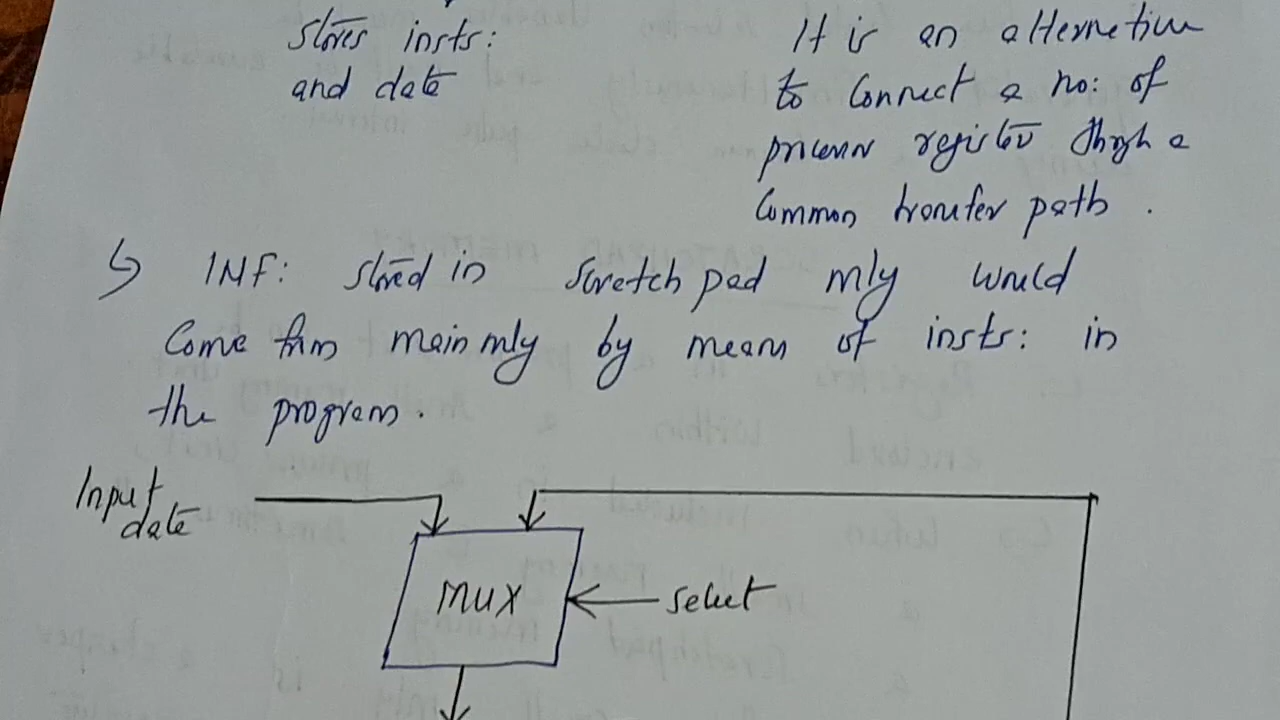 stores insts:
and data
It is an alternative
to connect a no: of
processor registers through a
common transfer path .
↳ INF: stored in scratch pad mly would
Come from main mly by means of insts: in
the program.
Input
data
MUX
select